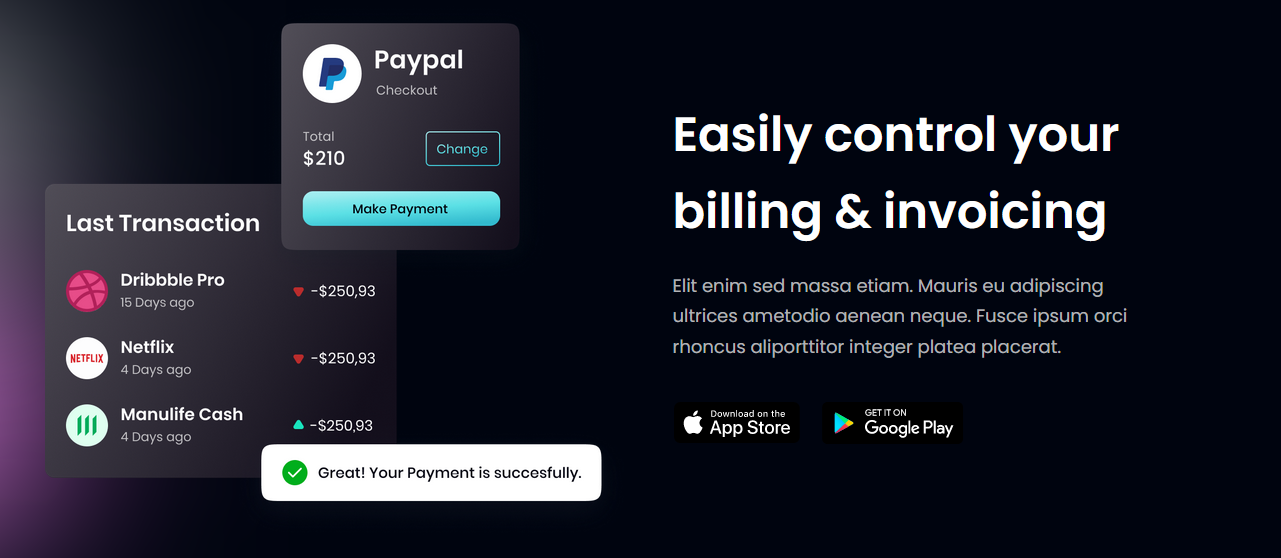 Paypal
Checkout
Total
$210
Change
Make Payment
Last Transaction
Dribbble Pro
15 Days ago
-$250,93
NETFLIX
Netflix
4 Days ago
-$250,93
Manulife Cash
4 Days ago
-$250,93
Great! Your Payment is succesfully.
Easily control your
billing & invoicing
Elit enim sed massa etiam. Mauris eu adipiscing
ultrices ametodio aenean neque. Fusce ipsum orci
rhoncus aliporttitor integer platea placerat.
Download on the
App Store
GET IT ON
Google Play